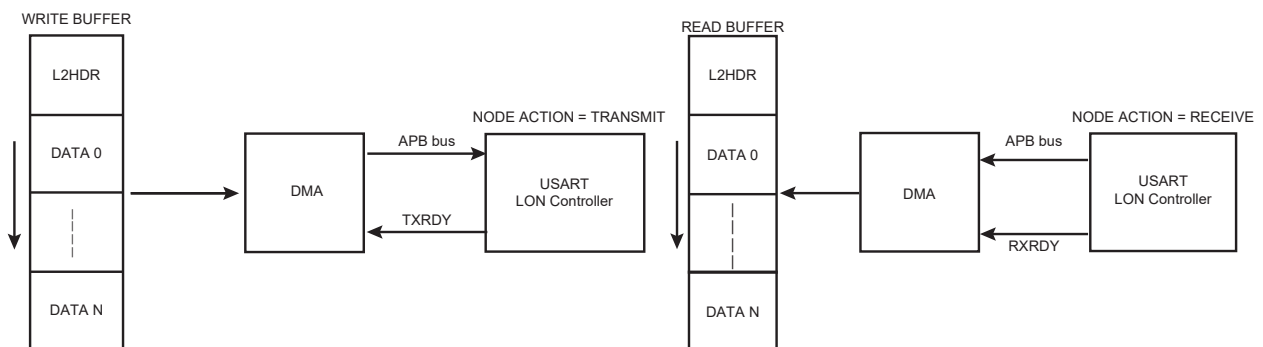 WRITE BUFFER
L2HDR
DATA 0
DATA N
DMA
APB bus
TXRDY
NODE ACTION = TRANSMIT
USART
LON Controller
READ BUFFER
L2HDR
DATA 0
DATA N
DMA
APB bus
RXRDY
NODE ACTION = RECEIVE
USART
LON Controller